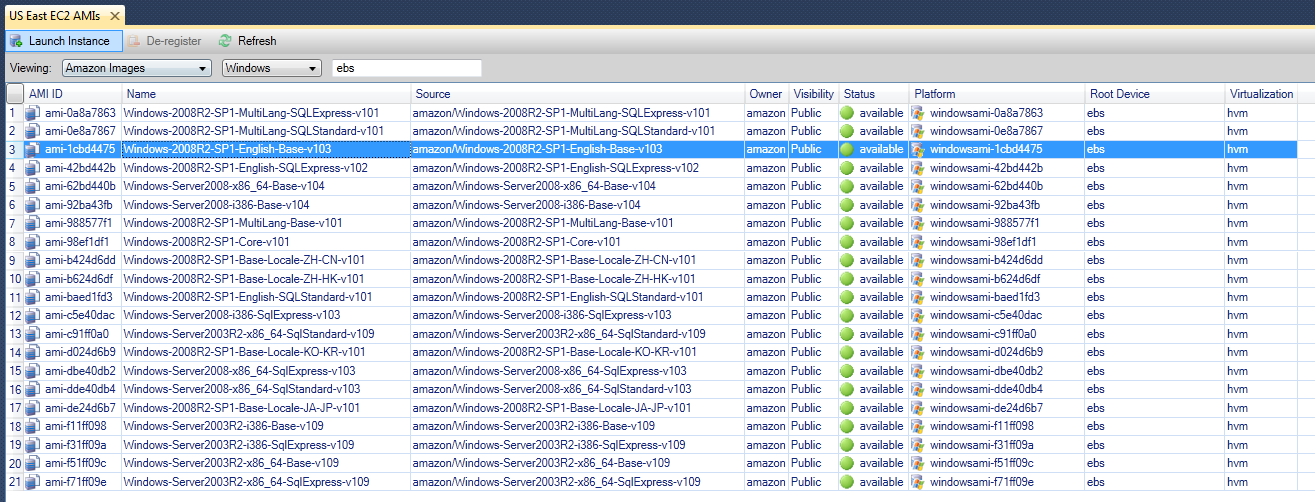 US East EC2 AMIs
Launch Instance De-register Refresh
Viewing: Amazon Images Windows ebs
AMI ID Name Source Owner Visibility Status Platform Root Device Virtualization
1 ami-0a8a7863 Windows-2008R2-SP1-MultiLang-SQLExpress-v101 amazon/Windows-2008R2-SP1-MultiLang-SQLExpress-v101 amazon Public available windowsami-0a8a7863 ebs hvm
2 ami-0e8a7867 Windows-2008R2-SP1-MultiLang-SQLStandard-v101 amazon/Windows-2008R2-SP1-MultiLang-SQLStandard-v101 amazon Public available windowsami-0e8a7867 ebs hvm
3 ami-1cbd4475 Windows-2008R2-SP1-English-Base-v103 amazon/Windows-2008R2-SP1-English-Base-v103 amazon Public available windowsami-1cbd4475 ebs hvm
4 ami-42bd442b Windows-2008R2-SP1-English-SQLExpress-v102 amazon/Windows-2008R2-SP1-English-SQLExpress-v102 amazon Public available windowsami-42bd442b ebs hvm
5 ami-62bd440b Windows-Server2008-x86_64-Base-v104 amazon/Windows-Server2008-x86_64-Base-v104 amazon Public available windowsami-62bd440b ebs hvm
6 ami-92ba43fb Windows-Server2008-i386-Base-v104 amazon/Windows-Server2008-i386-Base-v104 amazon Public available windowsami-92ba43fb ebs hvm
7 ami-988577f1 Windows-2008R2-SP1-MultiLang-Base-v101 amazon/Windows-2008R2-SP1-MultiLang-Base-v101 amazon Public available windowsami-988577f1 ebs hvm
8 ami-98ef1df1 Windows-2008R2-SP1-Core-v101 amazon/Windows-2008R2-SP1-Core-v101 amazon Public available windowsami-98ef1df1 ebs hvm
9 ami-b424d6dd Windows-2008R2-SP1-Base-Locale-ZH-CN-v101 amazon/Windows-2008R2-SP1-Base-Locale-ZH-CN-v101 amazon Public available windowsami-b424d6dd ebs hvm
10 ami-b624d6df Windows-2008R2-SP1-Base-Locale-ZH-HK-v101 amazon/Windows-2008R2-SP1-Base-Locale-ZH-HK-v101 amazon Public available windowsami-b624d6df ebs hvm
11 ami-baed1fd3 Windows-2008R2-SP1-English-SQLStandard-v101 amazon/Windows-2008R2-SP1-English-SQLStandard-v101 amazon Public available windowsami-baed1fd3 ebs hvm
12 ami-c5e40dac Windows-Server2008-i386-SqlExpress-v103 amazon/Windows-Server2008-i386-SqlExpress-v103 amazon Public available windowsami-c5e40dac ebs hvm
13 ami-c91ff0a0 Windows-Server2003R2-x86_64-SqlStandard-v109 amazon/Windows-Server2003R2-x86_64-SqlStandard-v109 amazon Public available windowsami-c91ff0a0 ebs hvm
14 ami-d024d6b9 Windows-2008R2-SP1-Base-Locale-KO-KR-v101 amazon/Windows-2008R2-SP1-Base-Locale-KO-KR-v101 amazon Public available windowsami-d024d6b9 ebs hvm
15 ami-dbe40db2 Windows-Server2008-x86_64-SqlExpress-v103 amazon/Windows-Server2008-x86_64-SqlExpress-v103 amazon Public available windowsami-dbe40db2 ebs hvm
16 ami-dde40db4 Windows-Server2008-x86_64-SqlStandard-v103 amazon/Windows-Server2008-x86_64-SqlStandard-v103 amazon Public available windowsami-dde40db4 ebs hvm
17 ami-de24d6b7 Windows-2008R2-SP1-Base-Locale-JA-JP-v101 amazon/Windows-2008R2-SP1-Base-Locale-JA-JP-v101 amazon Public available windowsami-de24d6b7 ebs hvm
18 ami-f11ff098 Windows-Server2003R2-i386-Base-v109 amazon/Windows-Server2003R2-i386-Base-v109 amazon Public available windowsami-f11ff098 ebs hvm
19 ami-f31ff09a Windows-Server2003R2-i386-SqlExpress-v109 amazon/Windows-Server2003R2-i386-SqlExpress-v109 amazon Public available windowsami-f31ff09a ebs hvm
20 ami-f51ff09c Windows-Server2003R2-x86_64-Base-v109 amazon/Windows-Server2003R2-x86_64-Base-v109 amazon Public available windowsami-f51ff09c ebs hvm
21 ami-f71ff09e Windows-Server2003R2-x86_64-SqlExpress-v109 amazon/Windows-Server2003R2-x86_64-SqlExpress-v109 amazon Public available windowsami-f71ff09e ebs hvm